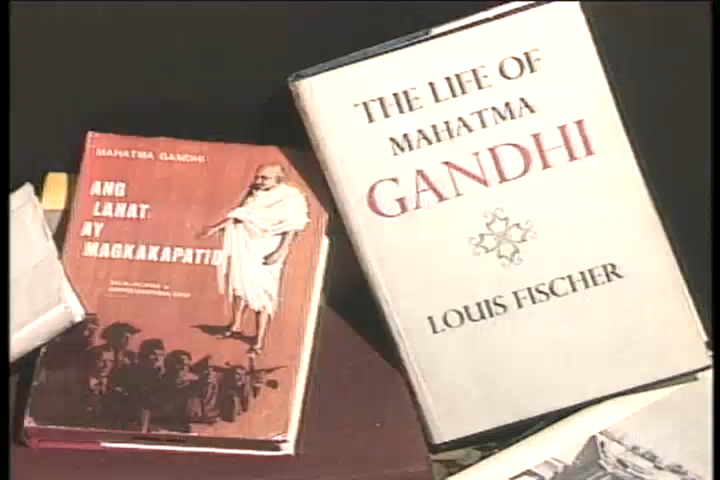 MAHATMA GANDHI
ANG
LAHAT
AY
MAGKAKAPATID
THE LIFE OF
MAHATMA
GANDHI
LOUIS FISCHER